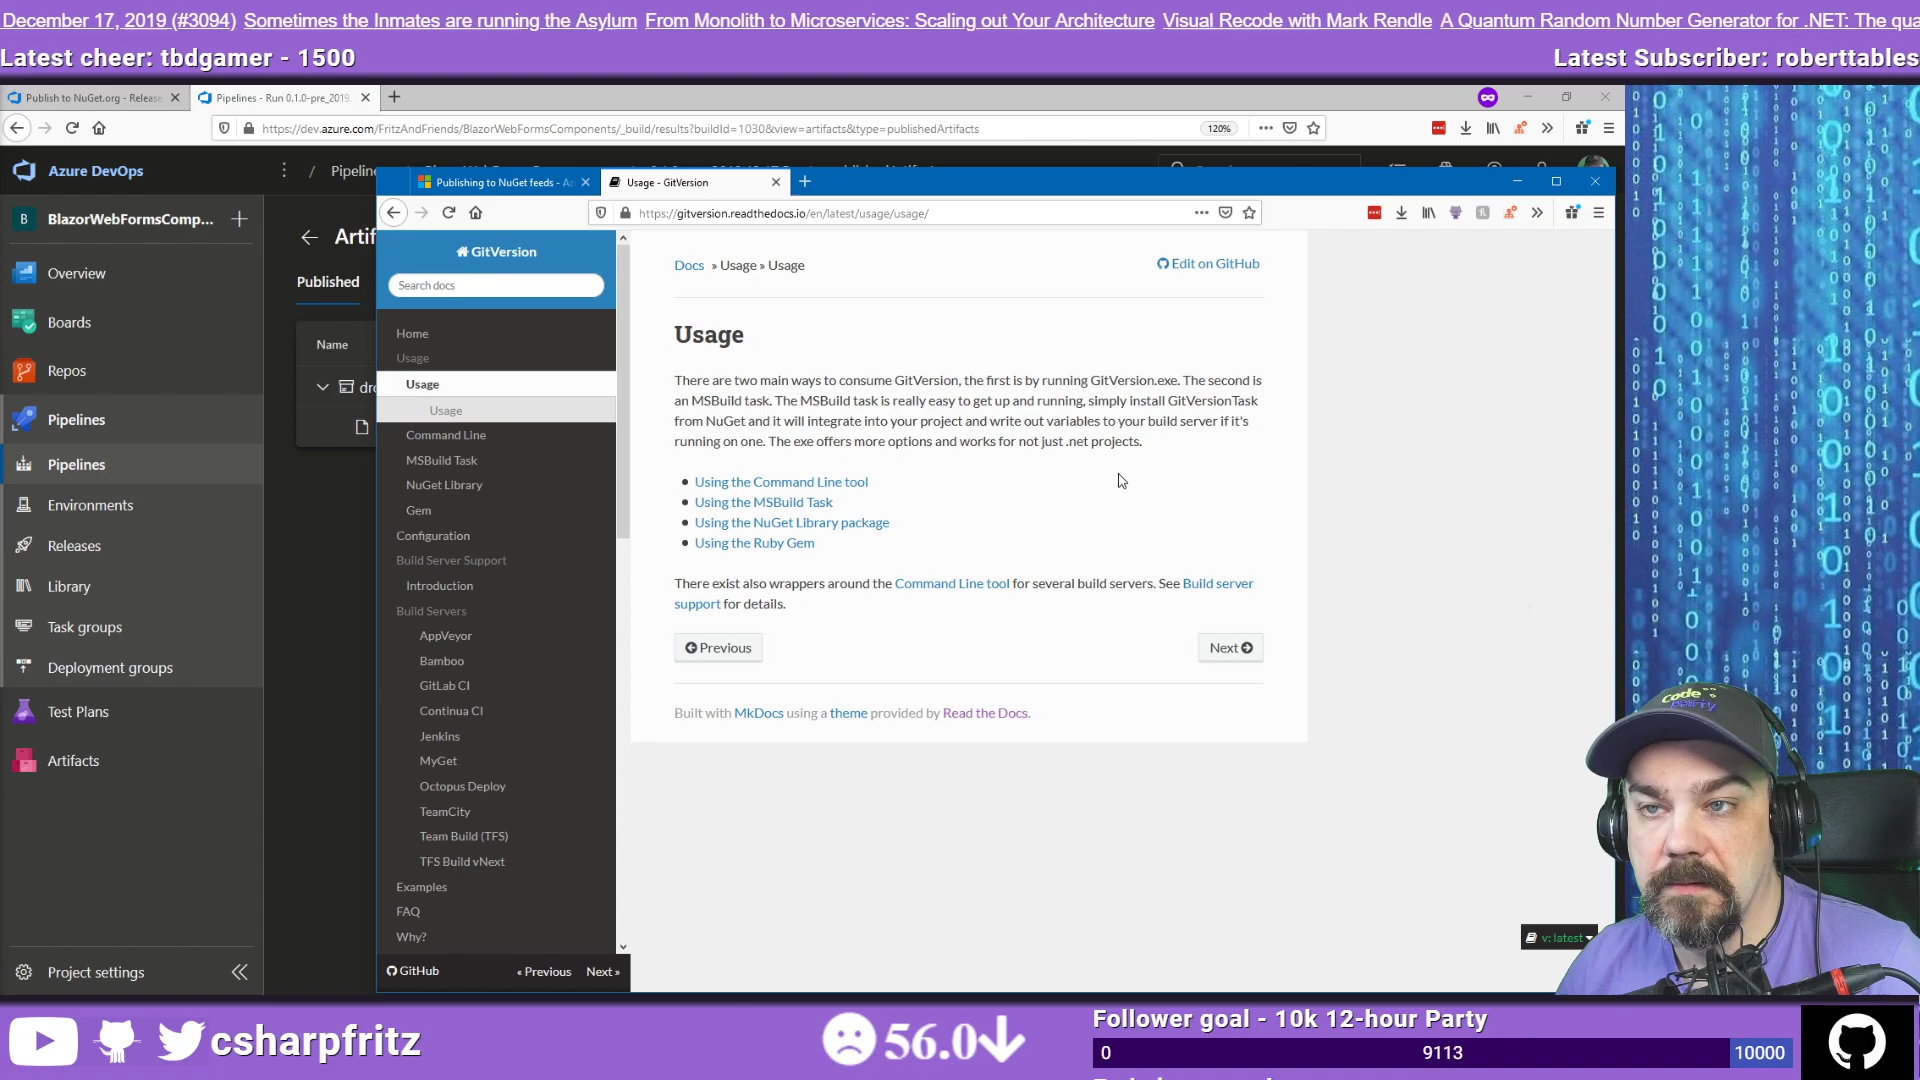 December 17, 2019 (#3094) Sometimes the Inmates are running the Asylum From Monolith to Microservices: Scaling out Your Architecture Visual Recode with Mark Rendle A Quantum Random Number Generator for .NET: The qua
Latest cheer: tbdgamer - 1500
Latest Subscriber: roberttables
Publish to NuGet.org - Release
Pipelines - Run 0.1.0-pre_2019.
https://dev.azure.com/FritzAndFriends/BlazorWebFormsComponents/_build/results?buildId=1030&view=artifacts&type=publishedArtifacts
120%
Azure DevOps
/ Pipeline
B BlazorWebFormsComp...
Overview
Boards
Repos
Pipelines
Pipelines
Environments
Releases
Library
Task groups
Deployment groups
Test Plans
Artifacts
Project settings
Artif
Published
Name
dro
Publishing to NuGet feeds - Az
Usage - GitVersion
https://gitversion.readthedocs.io/en/latest/usage/usage/
GitVersion
Search docs
Home
Usage
Usage
Usage
Command Line
MSBuild Task
NuGet Library
Gem
Configuration
Build Server Support
Introduction
Build Servers
AppVeyor
Bamboo
GitLab CI
Continua CI
Jenkins
MyGet
Octopus Deploy
TeamCity
Team Build (TFS)
TFS Build vNext
Examples
FAQ
Why?
GitHub
« Previous
Next »
Docs » Usage » Usage
Edit on GitHub
Usage
There are two main ways to consume GitVersion, the first is by running GitVersion.exe. The second is
an MSBuild task. The MSBuild task is really easy to get up and running, simply install GitVersionTask
from NuGet and it will integrate into your project and write out variables to your build server if it's
running on one. The exe offers more options and works for not just .net projects.
Using the Command Line tool
Using the MSBuild Task
Using the NuGet Library package
Using the Ruby Gem
There exist also wrappers around the Command Line tool for several build servers. See Build server
support for details.
Previous
Next
Built with MkDocs using a theme provided by Read the Docs.
v: latest
code
party
csharpfritz
56.0
Follower goal - 10k 12-hour Party
0
9113
10000